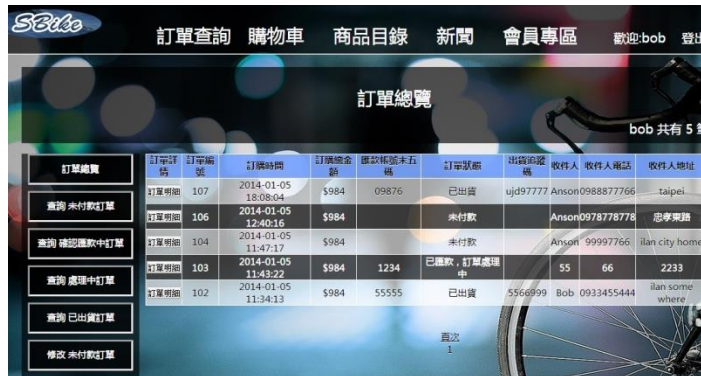 SBike
訂單查詢 購物車 商品目錄 新聞 會員專區 歡迎:bob 登出
訂單總覽
bob 共有 5
訂單總覽
查詢 未付款訂單
查詢 確認匯款中訂單
查詢 處理中訂單
查詢 已出貨訂單
修改 未付款訂單
訂單詳情 訂單編號 訂購時間 訂購總金額 匯款帳號末五碼 訂單狀態 出貨追蹤碼 收件人 收件人電話 收件人地址
訂單明細 107 2014-01-05 18:08:04 $984 09876 已出貨 ujd97777 Anson 0988877766 taipei
訂單明細 106 2014-01-05 12:40:16 $984 未付款 Anson 0978778778 忠孝東路
訂單明細 104 2014-01-05 11:47:17 $984 未付款 Anson 99997766 ilan city home
訂單明細 103 2014-01-05 11:43:22 $984 1234 已匯款，訂單處理中 55 66 2233
訂單明細 102 2014-01-05 11:34:13 $984 55555 已出貨 5566999 Bob 0933455444 ilan some where
頁次
1